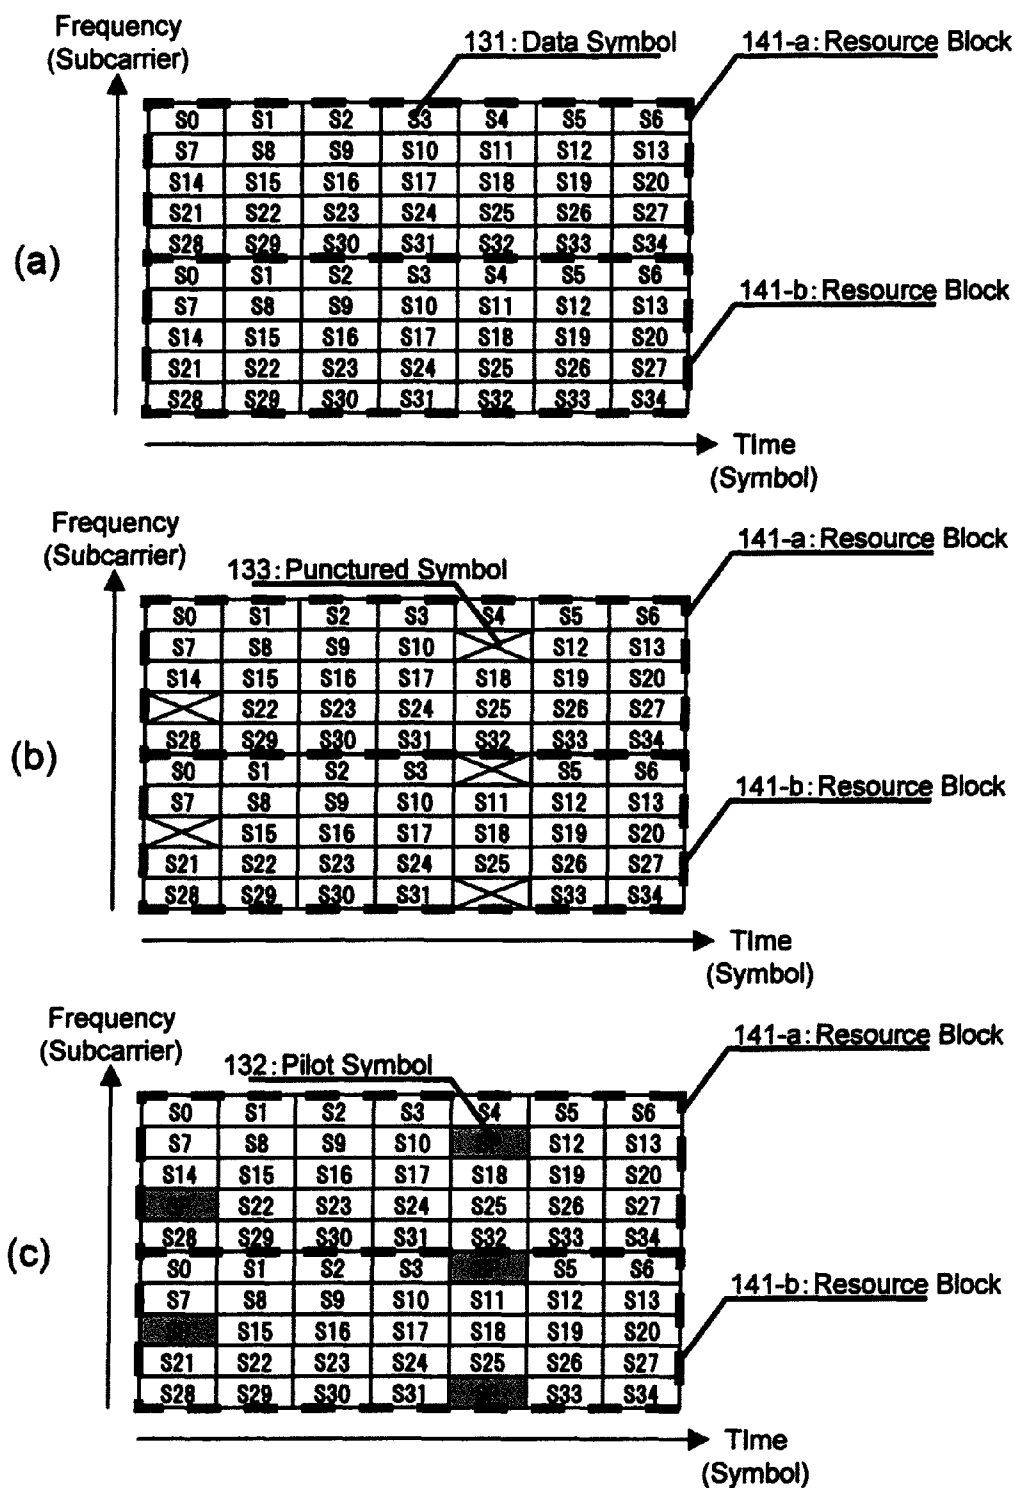 Frequency
(Subcarrier)
131:Data Symbol
141-a:Resource Block
S0 S1 S2 S3 S4 S5 S6
S7 S8 S9 S10 S11 S12 S13
S14 S15 S16 S17 S18 S19 S20
S21 S22 S23 S24 S25 S26 S27
S28 S29 S30 S31 S32 S33 S34
(a)
S0 S1 S2 S3 S4 S5 S6
141-b:Resource Block
S7 S8 S9 S10 S11 S12 S13
S14 S15 S16 S17 S18 S19 S20
S21 S22 S23 S24 S25 S26 S27
S28 S29 S30 S31 S32 S33 S34
Time
(Symbol)
Frequency
(Subcarrier)
141-a:Resource Block
133:Punctured Symbol
S0 S1 S2 S3 S4 S5 S6
S7 S8 S9 S10 S12 S13
S14 S15 S16 S17 S18 S19 S20
S22 S23 S24 S25 S26 S27
S28 S29 S30 S31 S32 S33 S34
(b)
S0 S1 S2 S3 S5 S6
141-b:Resource Block
S7 S8 S9 S10 S11 S12 S13
S15 S16 S17 S18 S19 S20
S21 S22 S23 S24 S25 S26 S27
S28 S29 S30 S31 S33 S34
Time
(Symbol)
Frequency
(Subcarrier)
141-a:Resource Block
132:Pilot Symbol
S0 S1 S2 S3 S4 S5 S6
S7 S8 S9 S10 S12 S13
S14 S15 S16 S17 S18 S19 S20
S22 S23 S24 S25 S26 S27
S28 S29 S30 S31 S32 S33 S34
(c)
S0 S1 S2 S3 S5 S6
141-b:Resource Block
S7 S8 S9 S10 S11 S12 S13
S15 S16 S17 S18 S19 S20
S21 S22 S23 S24 S25 S26 S27
S28 S29 S30 S31 S33 S34
Time
(Symbol)